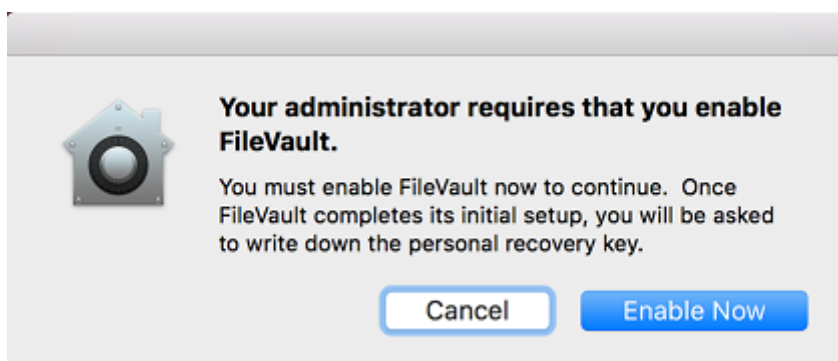 Your administrator requires that you enable
FileVault.
You must enable FileVault now to continue.  Once
FileVault completes its initial setup, you will be asked
to write down the personal recovery key.
Cancel
Enable Now